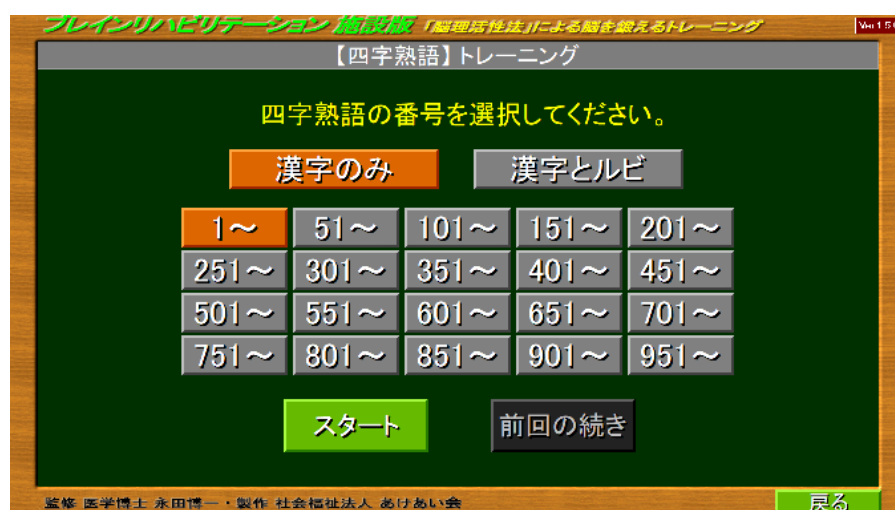 ブレインリハビリテーション 施設版 「脳理活性法」による脳を鍛えるトレーニング
【四字熟語】トレーニング
四字熟語の番号を選択してください。
漢字のみ 漢字とルビ
1～ 51～ 101～ 151～ 201～
251～ 301～ 351～ 401～ 451～
501～ 551～ 601～ 651～ 701～
751～ 801～ 851～ 901～ 951～
スタート 前回の続き
監修 医学博士 永田博一・製作 社会福祉法人 あけあい会
戻る